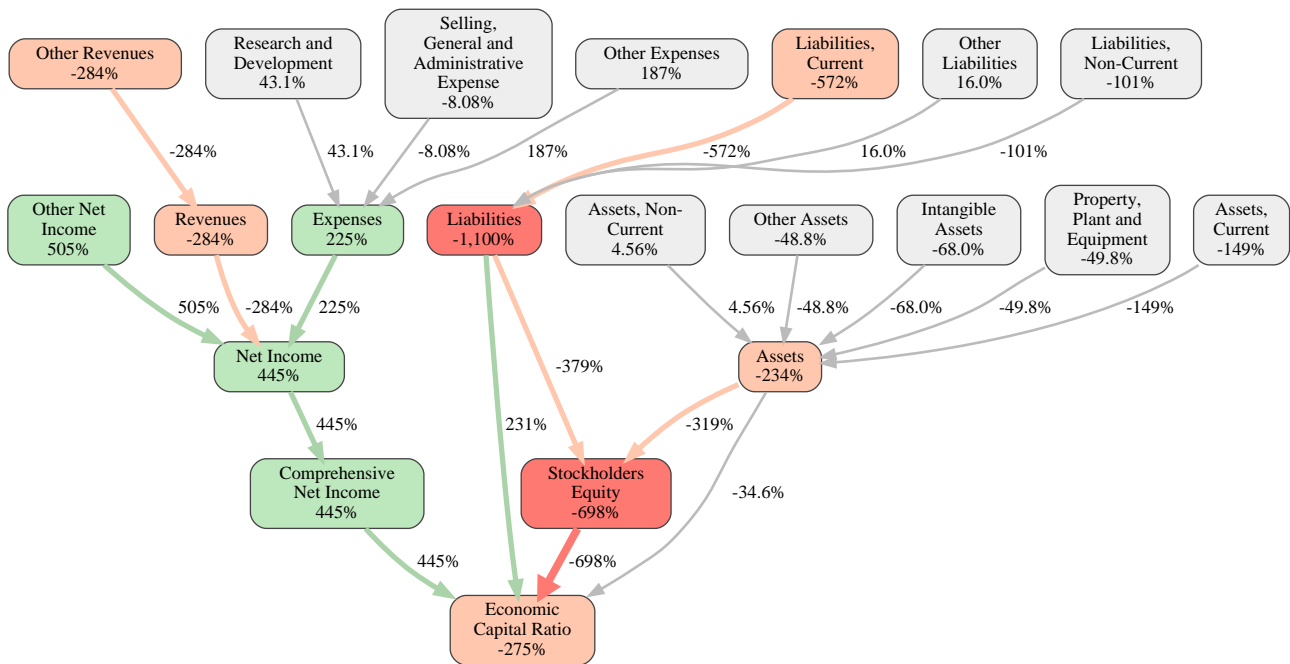 Other Revenues
-284%
Research and
Development
43.1%
Selling,
General and
Administrative
Expense
-8.08%
Other Expenses
187%
Liabilities,
Current
-572%
Other
Liabilities
16.0%
Liabilities,
Non-Current
-101%
-284%
43.1%
-8.08%
187%
-572%
16.0%
-101%
Other Net
Income
505%
Revenues
-284%
Expenses
225%
Liabilities
-1,100%
Assets, Non-
Current
4.56%
Other Assets
-48.8%
Intangible
Assets
-68.0%
Property,
Plant and
Equipment
-49.8%
Assets,
Current
-149%
505%
-284%
225%
4.56%
-48.8%
-68.0%
-49.8%
-149%
Net Income
445%
-379%
Assets
-234%
445%
231%
-319%
Comprehensive
Net Income
445%
Stockholders
Equity
-698%
-34.6%
445%
-698%
Economic
Capital Ratio
-275%